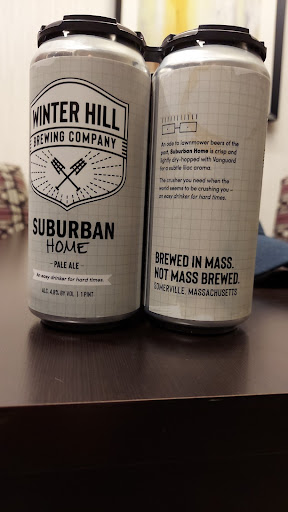 WINTER HILL
BREWING COMPANY
SUBURBAN
HOME
- PALE ALE -
An easy drinker for hard times.
ALC. 4.8% BY VOL. | 1 PINT
An ode to lawnmower beers of the
past, Suburban Home is crisp and
lightly dry-hopped with Vanguard
for a subtle lilac aroma.
The crusher you need when the
world seems to be crushing you –
an easy drinker for hard times.
BREWED IN MASS.
NOT MASS BREWED.
SOMERVILLE, MASSACHUSETTS